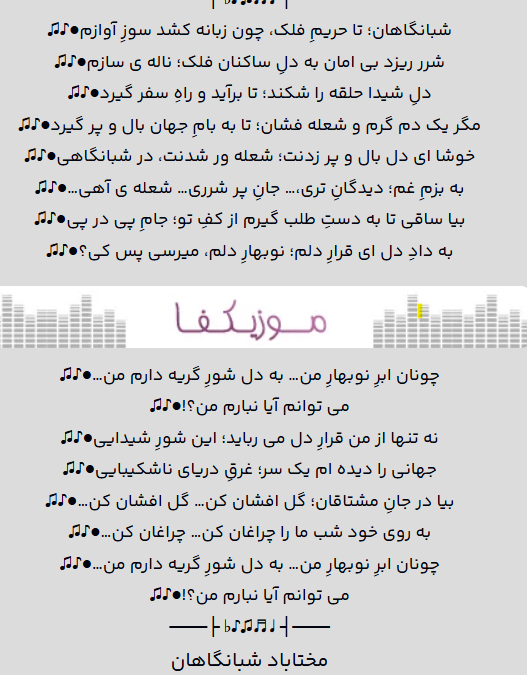 شبانگاهان؛ تا حریمِ فلک، چون زبانه کشد سوزِ آوازم●♪♫
شرر ریزد بی امان به دلِ ساکنان فلک؛ ناله ی سازم●♪♫
دلِ شیدا حلقه را شکند؛ تا برآید و راهِ سفر گیرد●♪♫
مگر یک دم گرم و شعله فشان؛ تا به بامِ جهان بال و پر گیرد●♪♫
خوشا ای دل بال و پر زدنت؛ شعله ور شدنت، در شبانگاهی●♪♫
به بزمِ غم؛ دیدگانِ تری،… جانِ پر شرری… شعله ی آهی…●♪♫
بیا ساقی تا به دستِ طلب گیرم از کفِ تو؛ جامِ پی در پی●♪♫
به دادِ دل ای قرارِ دلم؛ نوبهارِ دلم، میرسی پس کی؟●♪♫
موزیکفا
چونان ابرِ نوبهارِ من… به دل شورِ گریه دارم من…●♪♫
می توانم آیا نبارم من؟!●♪♫
نه تنها از من قرارِ دل می رباید؛ این شورِ شیدایی●♪♫
جهانی را دیده ام یک سر؛ غرقِ دریای ناشکیبایی●♪♫
بیا در جانِ مشتاقان؛ گل افشان کن… گل افشان کن…●♪♫
به روی خود شب ما را چراغان کن… چراغان کن…●♪♫
چونان ابرِ نوبهارِ من… به دل شورِ گریه دارم من…●♪♫
می توانم آیا نبارم من؟!●♪♫
───┤ ♩♬♫♪♭ ├───
مختاباد شبانگاهان